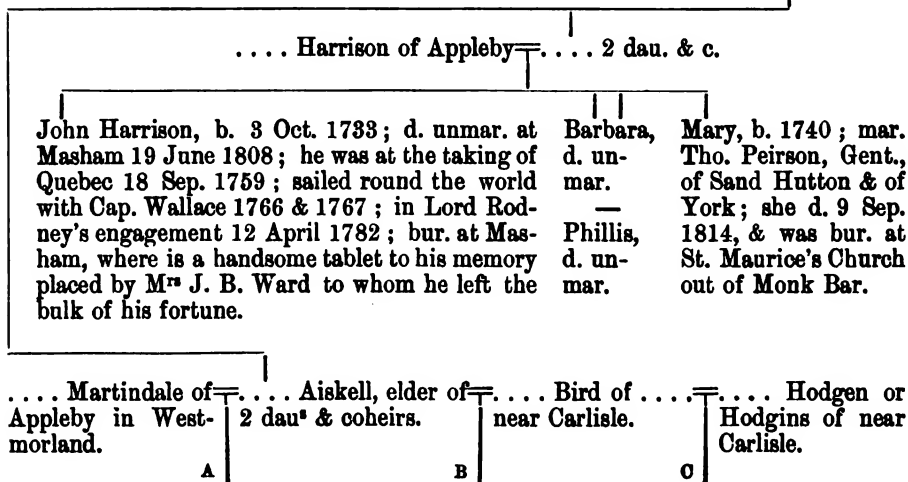 .... Harrison of Appleby=.... 2 dau. & c.
John Harrison, b. 3 Oct. 1733; d. unmar. at
Masham 19 June 1808; he was at the taking of
Quebec 18 Sep. 1759; sailed round the world
with Cap. Wallace 1766 & 1767; in Lord Rod-
ney's engagement 12 April 1782; bur. at Mas-
ham, where is a handsome tablet to his memory
placed by Mrs J. B. Ward to whom he left the
bulk of his fortune.
Barbara,
d. un-
mar.
—
Phillis,
d. un-
mar.
Mary, b. 1740; mar.
Tho. Peirson, Gent.,
of Sand Hutton & of
York; she d. 9 Sep.
1814, & was bur. at
St. Maurice's Church
out of Monk Bar.
.... Martindale of=
Appleby in West-
morland.
.... Aiskell, elder of=
2 daus & coheirs.
.... Bird of ....=
near Carlisle.
.... Hodgen or
Hodgins of near
Carlisle.
A
B
C